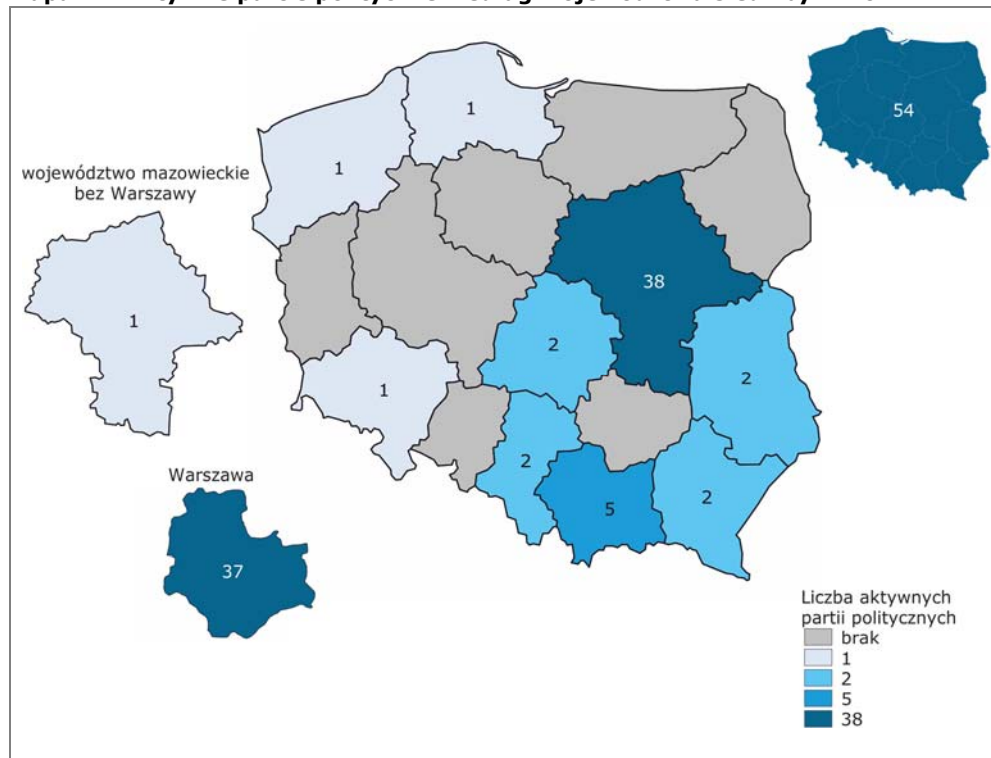 54
1
1
województwo mazowieckie
bez Warszawy
1
38
2
2
1
2
2
5
Warszawa
37
Liczba aktywnych
partii politycznych
brak
1
2
5
38